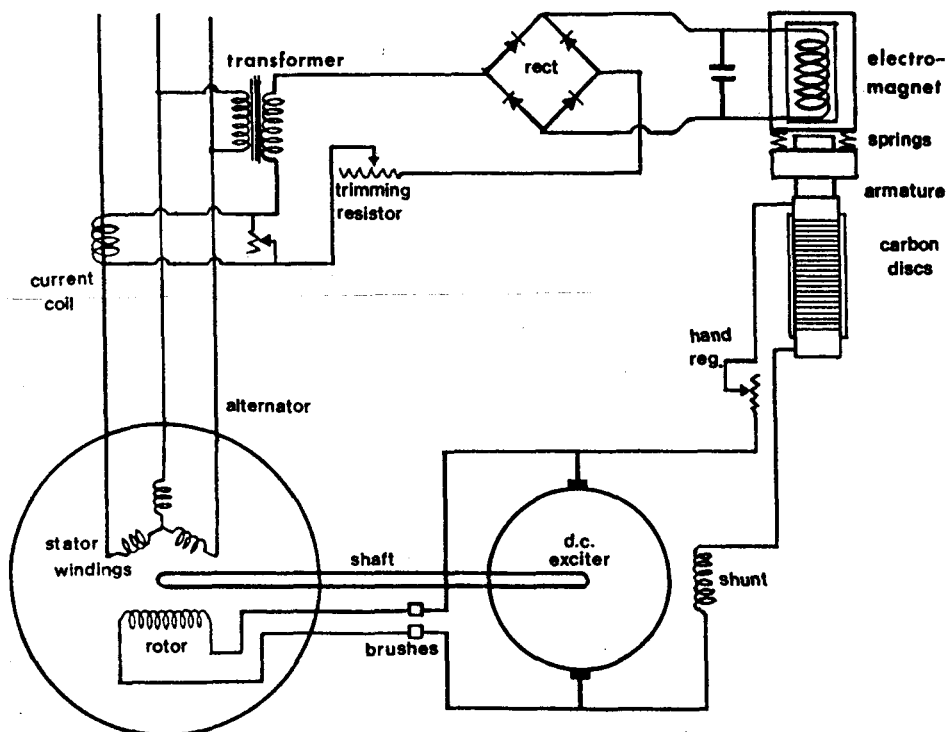 transformer
rect
electro-
magnet
springs
trimming
resistor
armature
carbon
discs
current
coil
hand
reg.
alternator
stator
windings
shaft
d.c.
exciter
shunt
rotor
brushes